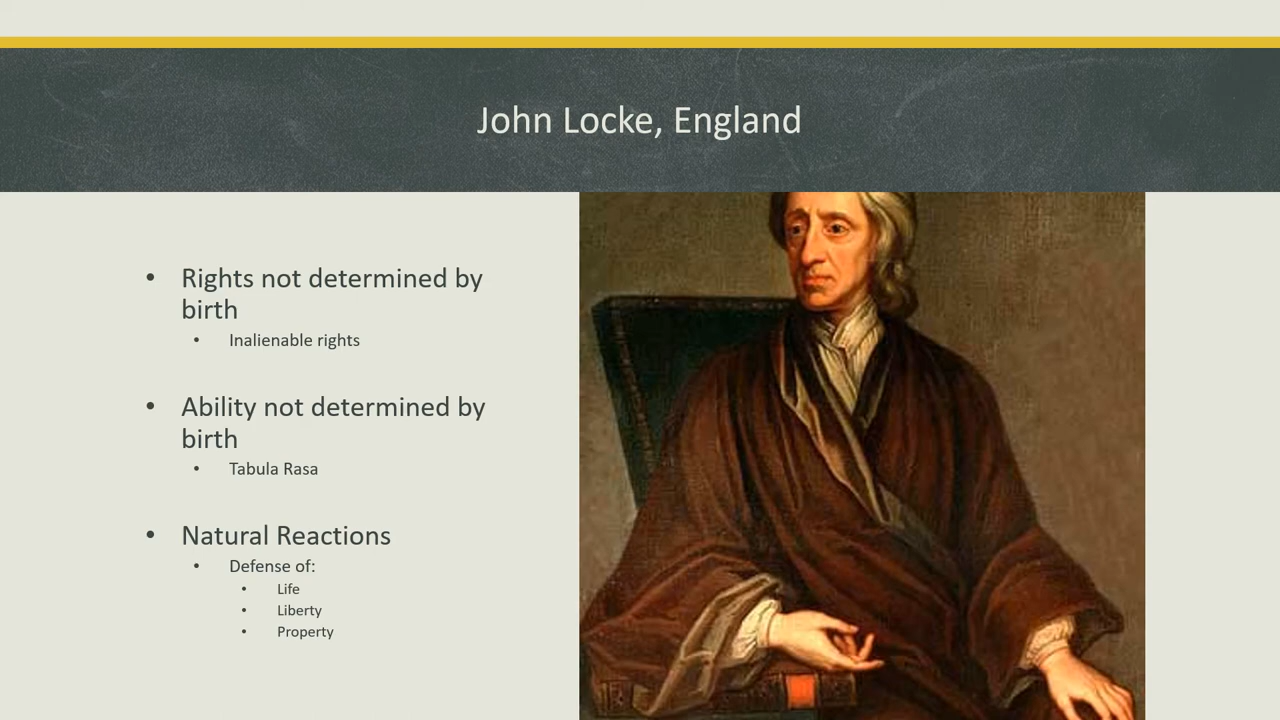 John Locke, England
• Rights not determined by
birth
• Inalienable rights
• Ability not determined by
birth
• Tabula Rasa
• Natural Reactions
• Defense of:
• Life
• Liberty
• Property